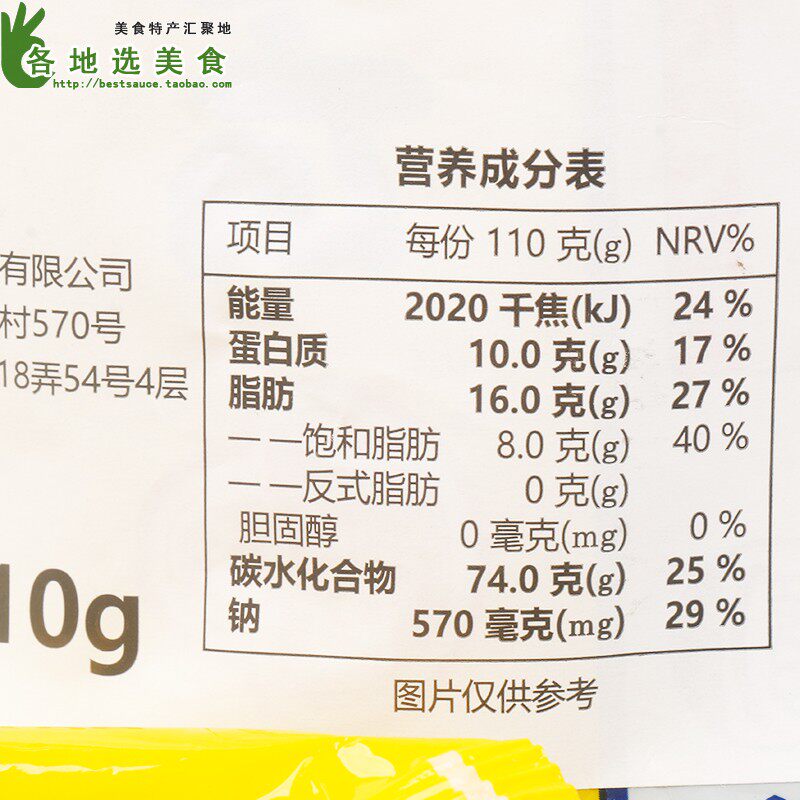 美食特产汇聚地
各地选美食
http://bestsauce.taobao.com
有限公司
村570号
18弄54号4层
10g
营养成分表
项目 每份 110 克(g) NRV%
能量 2020 千焦(kJ) 24 %
蛋白质 10.0 克(g) 17 %
脂肪 16.0 克(g) 27 %
— —饱和脂肪 8.0 克(g) 40 %
— —反式脂肪 0 克(g)
胆固醇 0 毫克(mg) 0 %
碳水化合物 74.0 克(g) 25 %
钠 570 毫克(mg) 29 %
图片仅供参考